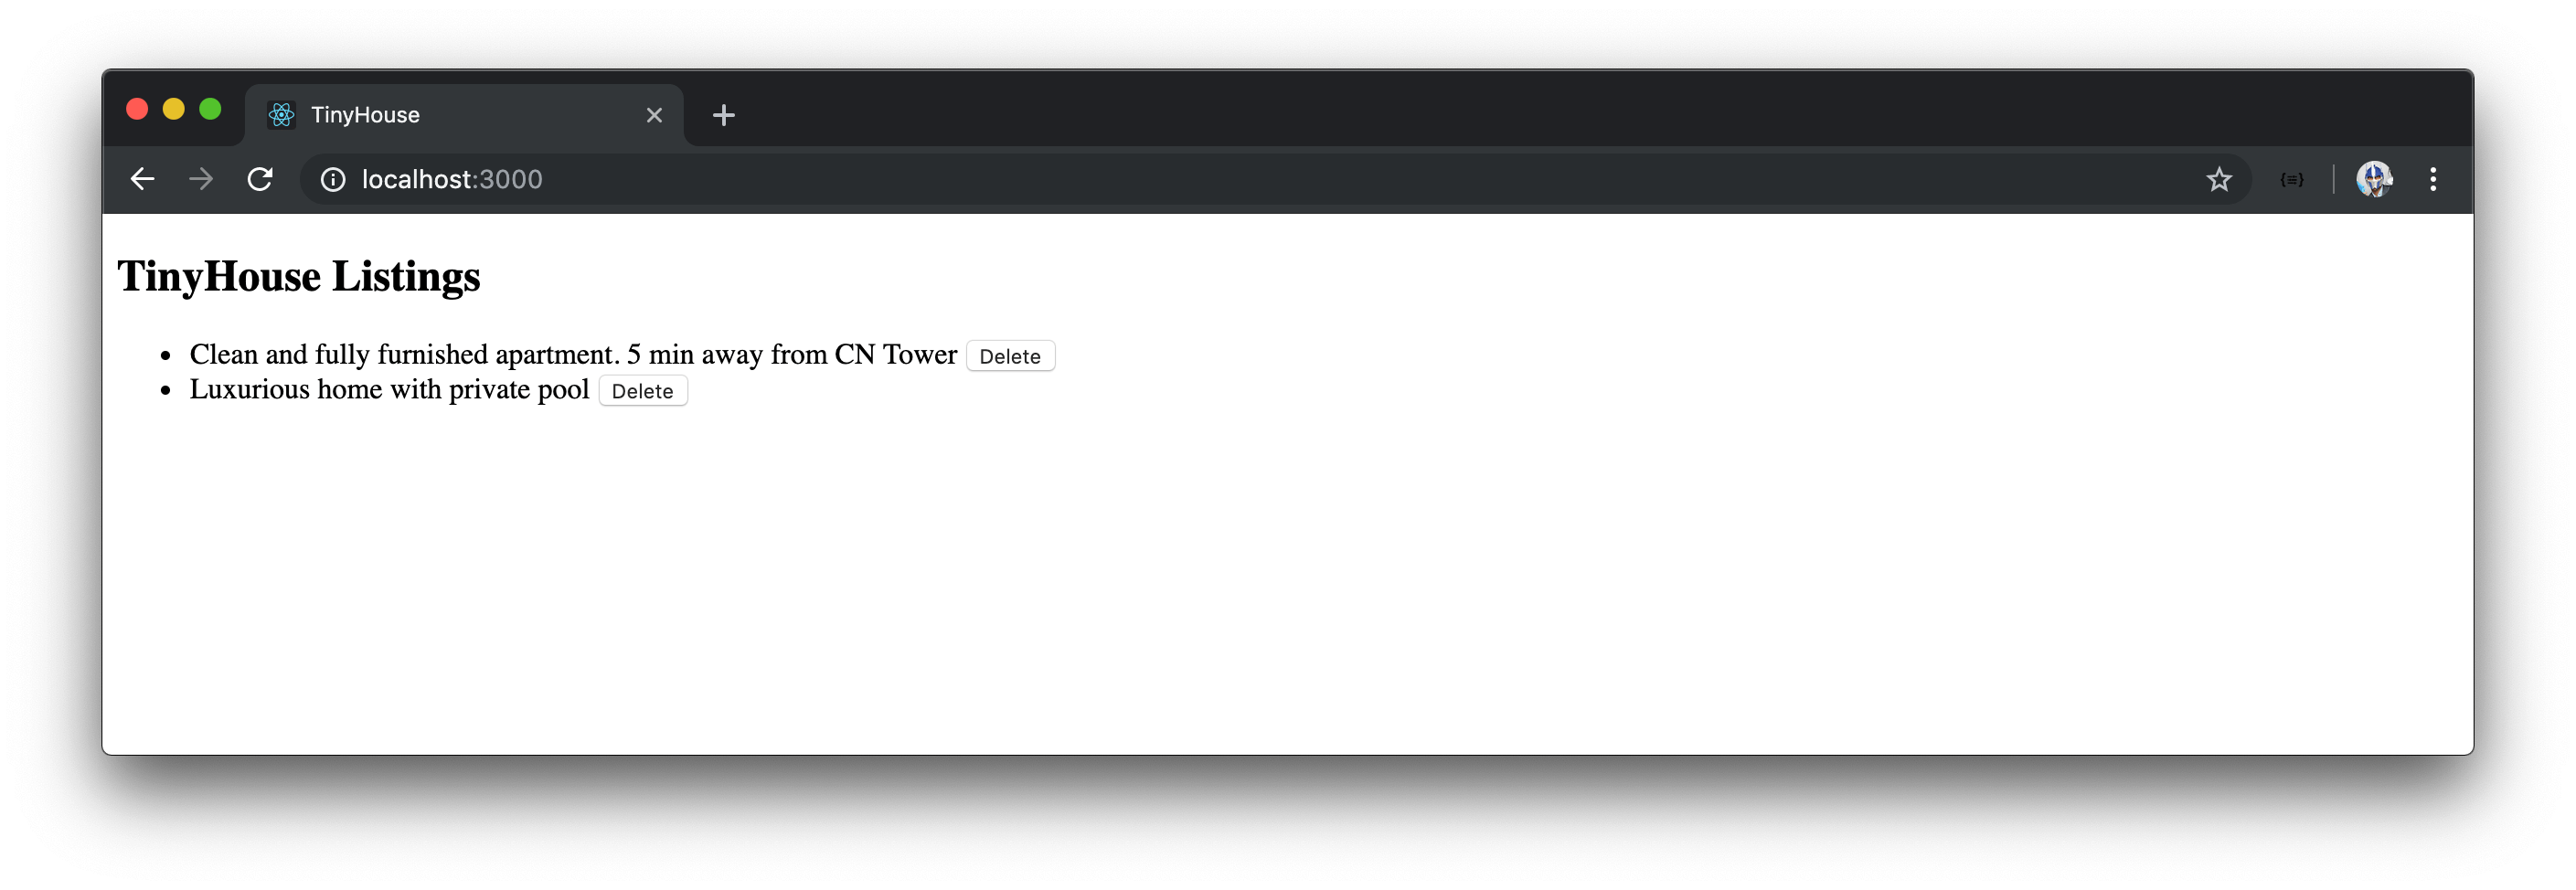 TinyHouse
localhost:3000
TinyHouse Listings
Clean and fully furnished apartment. 5 min away from CN Tower Delete
Luxurious home with private pool Delete